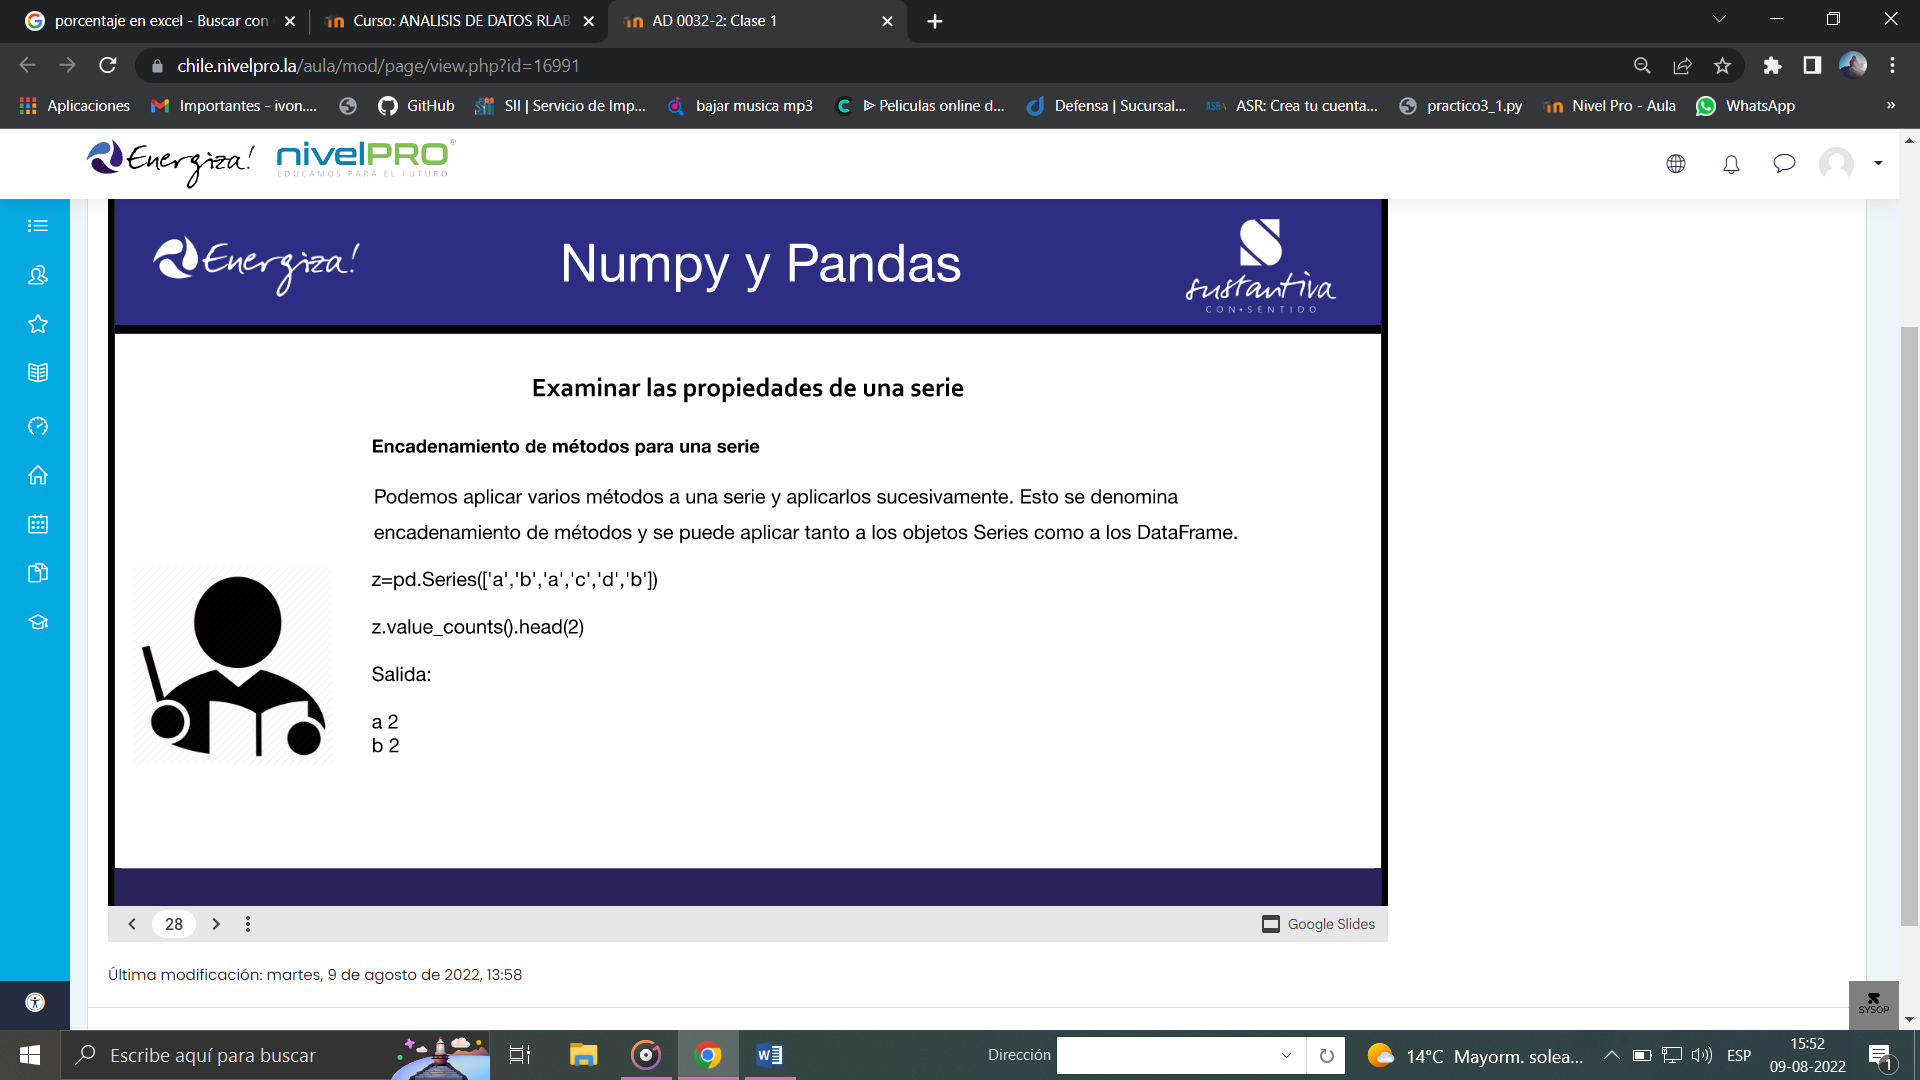 porcentaje en excel - Buscar con
Curso: ANALISIS DE DATOS RLAB
AD 0032-2: Clase 1
chile.nivelpro.la/aula/mod/page/view.php?id=16991
Aplicaciones
Importantes - ivon....
GitHub
SII | Servicio de Imp...
bajar musica mp3
Peliculas online d...
Defensa | Sucursal...
ASR: Crea tu cuenta...
practico3_1.py
Nivel Pro - Aula
WhatsApp
»
Energiza!
nivelPRO
EDUCAMOS PARA EL FUTURO
Energiza!
Numpy y Pandas
sustantiva
CON•SENTIDO
Examinar las propiedades de una serie
Encadenamiento de métodos para una serie
Podemos aplicar varios métodos a una serie y aplicarlos sucesivamente. Esto se denomina
encadenamiento de métodos y se puede aplicar tanto a los objetos Series como a los DataFrame.
z=pd.Series(['a','b','a','c','d','b'])
z.value_counts().head(2)
Salida:
a 2
b 2
28
Google Slides
Última modificación: martes, 9 de agosto de 2022, 13:58
SYSOP
Escribe aquí para buscar
Dirección
14°C Mayorm. solea...
ESP
15:52
09-08-2022
1